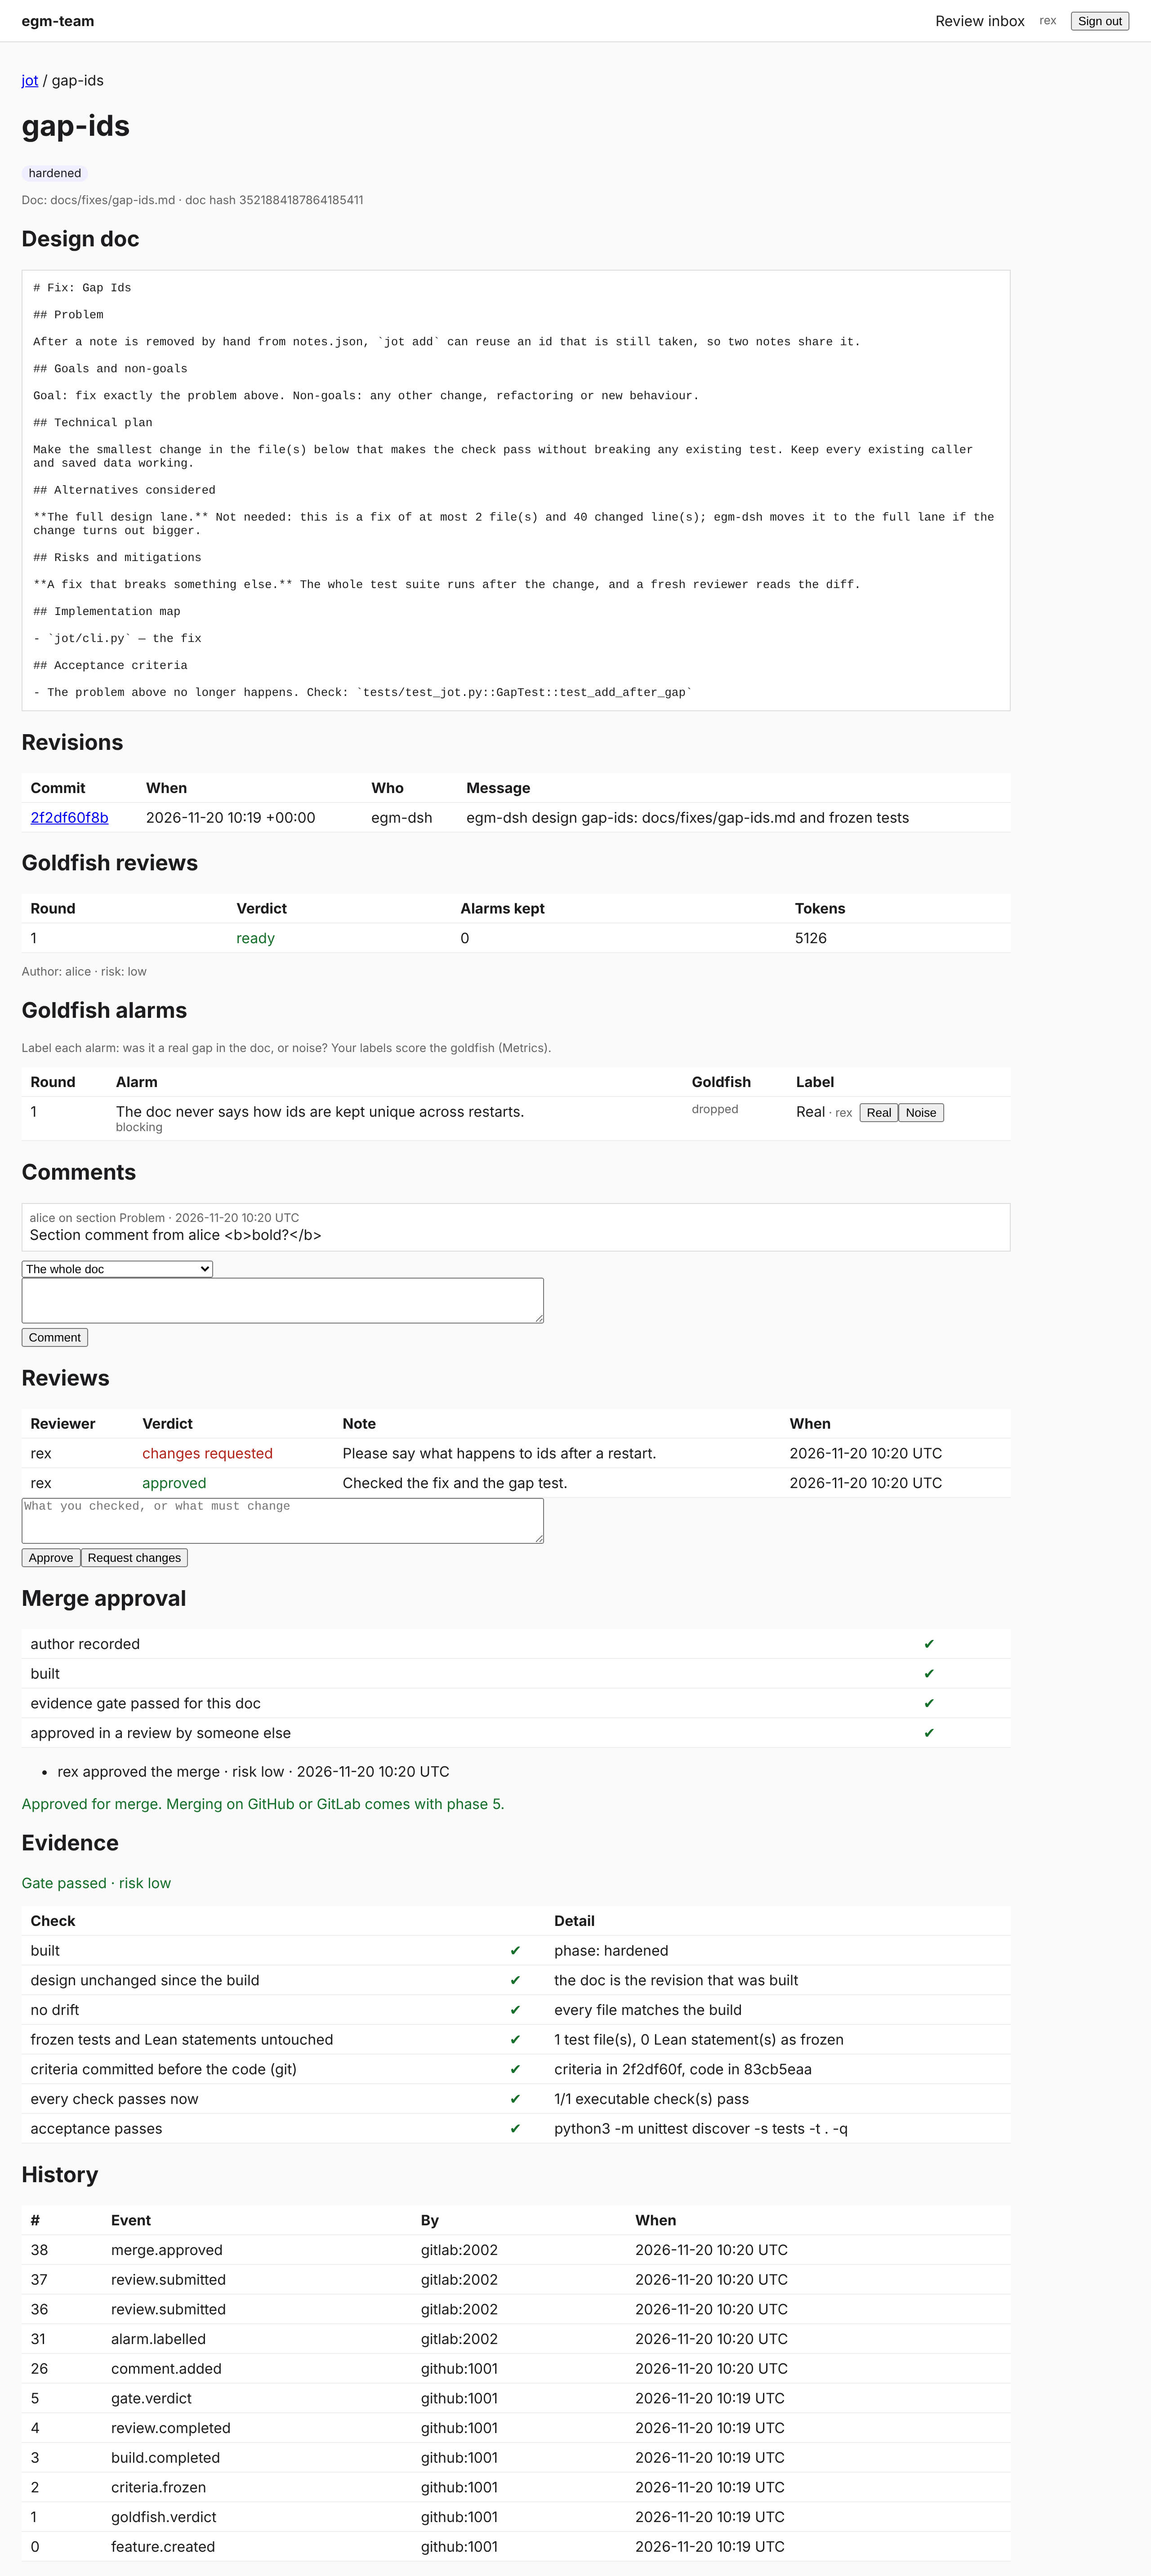 egm-team
Review inbox rex Sign out
jot / gap-ids
gap-ids
hardened
Doc: docs/fixes/gap-ids.md · doc hash 3521884187864185411
Design doc
# Fix: Gap Ids
## Problem
After a note is removed by hand from notes.json, `jot add` can reuse an id that is still taken, so two notes share it.
## Goals and non-goals
Goal: fix exactly the problem above. Non-goals: any other change, refactoring or new behaviour.
## Technical plan
Make the smallest change in the file(s) below that makes the check pass without breaking any existing test. Keep every existing caller
and saved data working.
## Alternatives considered
**The full design lane.** Not needed: this is a fix of at most 2 file(s) and 40 changed line(s); egm-dsh moves it to the full lane if the
change turns out bigger.
## Risks and mitigations
**A fix that breaks something else.** The whole test suite runs after the change, and a fresh reviewer reads the diff.
## Implementation map
- `jot/cli.py` — the fix
## Acceptance criteria
- The problem above no longer happens. Check: `tests/test_jot.py::GapTest::test_add_after_gap`
Revisions
Commit When Who Message
2f2df60f8b 2026-11-20 10:19 +00:00 egm-dsh egm-dsh design gap-ids: docs/fixes/gap-ids.md and frozen tests
Goldfish reviews
Round Verdict Alarms kept Tokens
1 ready 0 5126
Author: alice · risk: low
Goldfish alarms
Label each alarm: was it a real gap in the doc, or noise? Your labels score the goldfish (Metrics).
Round Alarm Goldfish Label
1 The doc never says how ids are kept unique across restarts. dropped Real · rex Real Noise
blocking
Comments
alice on section Problem · 2026-11-20 10:20 UTC
Section comment from alice <b>bold?</b>
The whole doc
Comment
Reviews
Reviewer Verdict Note When
rex changes requested Please say what happens to ids after a restart. 2026-11-20 10:20 UTC
rex approved Checked the fix and the gap test. 2026-11-20 10:20 UTC
What you checked, or what must change
Approve Request changes
Merge approval
author recorded ✔
built ✔
evidence gate passed for this doc ✔
approved in a review by someone else ✔
• rex approved the merge · risk low · 2026-11-20 10:20 UTC
Approved for merge. Merging on GitHub or GitLab comes with phase 5.
Evidence
Gate passed · risk low
Check Detail
built ✔ phase: hardened
design unchanged since the build ✔ the doc is the revision that was built
no drift ✔ every file matches the build
frozen tests and Lean statements untouched ✔ 1 test file(s), 0 Lean statement(s) as frozen
criteria committed before the code (git) ✔ criteria in 2f2df60f, code in 83cb5eaa
every check passes now ✔ 1/1 executable check(s) pass
acceptance passes ✔ python3 -m unittest discover -s tests -t . -q
History
# Event By When
38 merge.approved gitlab:2002 2026-11-20 10:20 UTC
37 review.submitted gitlab:2002 2026-11-20 10:20 UTC
36 review.submitted gitlab:2002 2026-11-20 10:20 UTC
31 alarm.labelled gitlab:2002 2026-11-20 10:20 UTC
26 comment.added github:1001 2026-11-20 10:20 UTC
5 gate.verdict github:1001 2026-11-20 10:19 UTC
4 review.completed github:1001 2026-11-20 10:19 UTC
3 build.completed github:1001 2026-11-20 10:19 UTC
2 criteria.frozen github:1001 2026-11-20 10:19 UTC
1 goldfish.verdict github:1001 2026-11-20 10:19 UTC
0 feature.created github:1001 2026-11-20 10:19 UTC